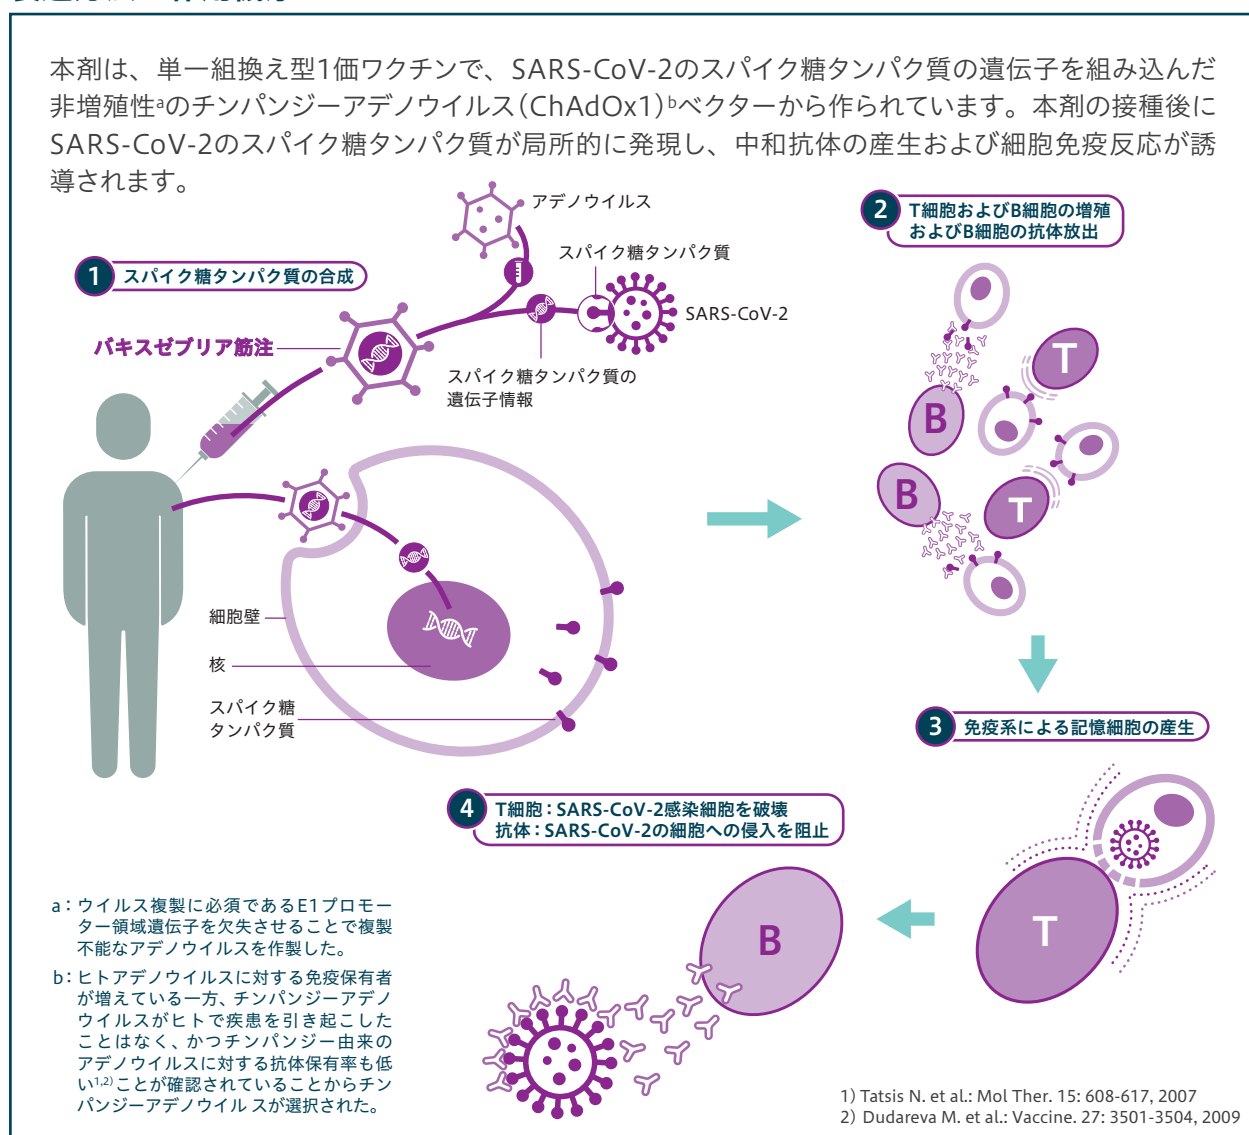 本剤は、単一組換え型1価ワクチンで、SARS-CoV-2のスパイク糖タンパク質の遺伝子を組み込んだ
非増殖性aのチンパンジーアデノウイルス（ChAdOx1）bベクターから作られています。本剤の接種後に
SARS-CoV-2のスパイク糖タンパク質が局所的に発現し、中和抗体の産生および細胞免疫反応が誘
導されます。
1 スパイク糖タンパク質の合成
アデノウイルス
スパイク糖タンパク質
SARS-CoV-2
バキスゼブリア筋注
スパイク糖タンパク質の
遺伝子情報
細胞壁
核
スパイク糖
タンパク質
2 T細胞およびB細胞の増殖
およびB細胞の抗体放出
T
B
B
T
3 免疫系による記憶細胞の産生
T
4 T細胞：SARS-CoV-2感染細胞を破壊
抗体：SARS-CoV-2の細胞への侵入を阻止
B
a：ウイルス複製に必須であるE1プロモー
ター領域遺伝子を欠失させることで複製
不能なアデノウイルスを作製した。
b：ヒトアデノウイルスに対する免疫保有者
が増えている一方、チンパンジーアデノ
ウイルスがヒトで疾患を引き起こした
ことはなく、かつチンパンジー由来の
アデノウイルスに対する抗体保有率も低
い1,2)ことが確認されていることからチン
パンジーアデノウイル スが選択された。
1) Tatsis N. et al.: Mol Ther. 15: 608-617, 2007
2) Dudareva M. et al.: Vaccine. 27: 3501-3504, 2009